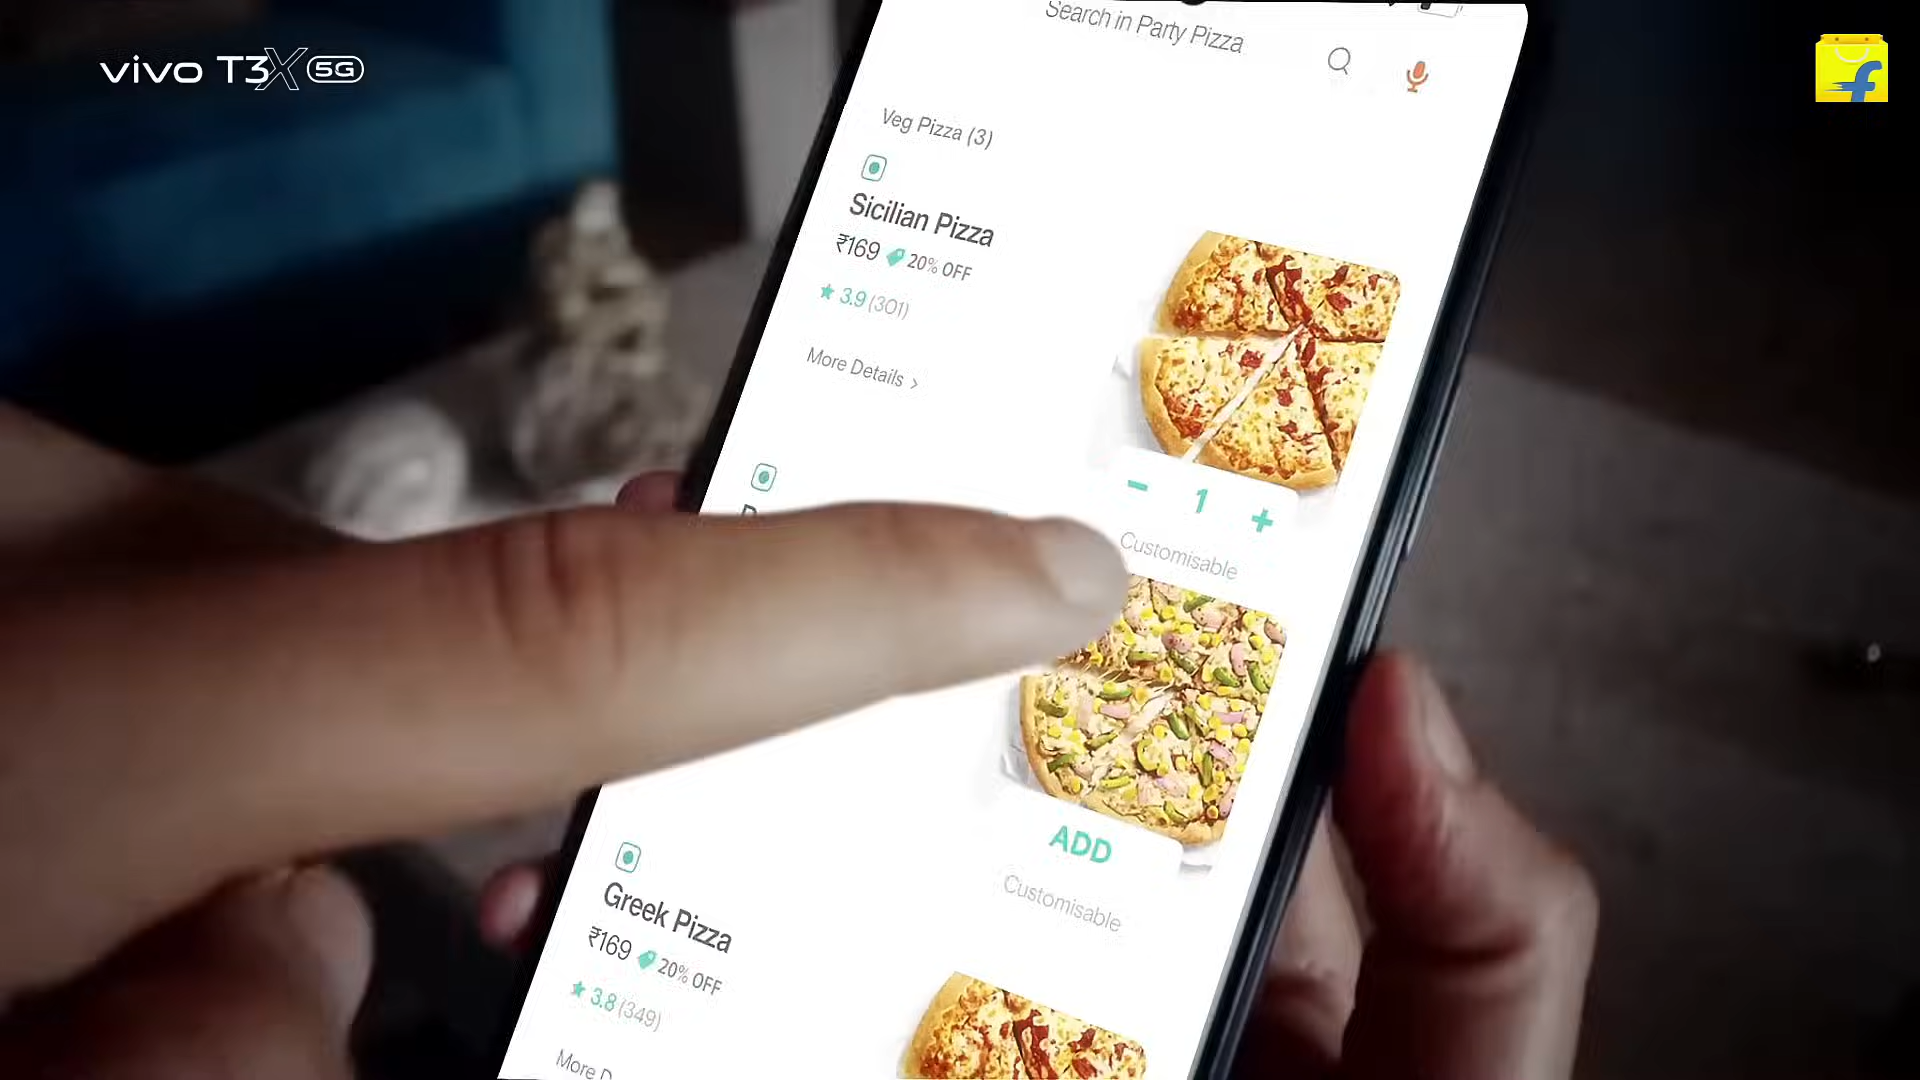 vivo T3X 5G
Search in Party Pizza
Veg Pizza (3)
Sicilian Pizza
₹169 20% OFF
3.9 (301)
More Details >
- 1 +
Customisable
ADD
Customisable
Greek Pizza
₹169 20% OFF
3.8 (349)
More